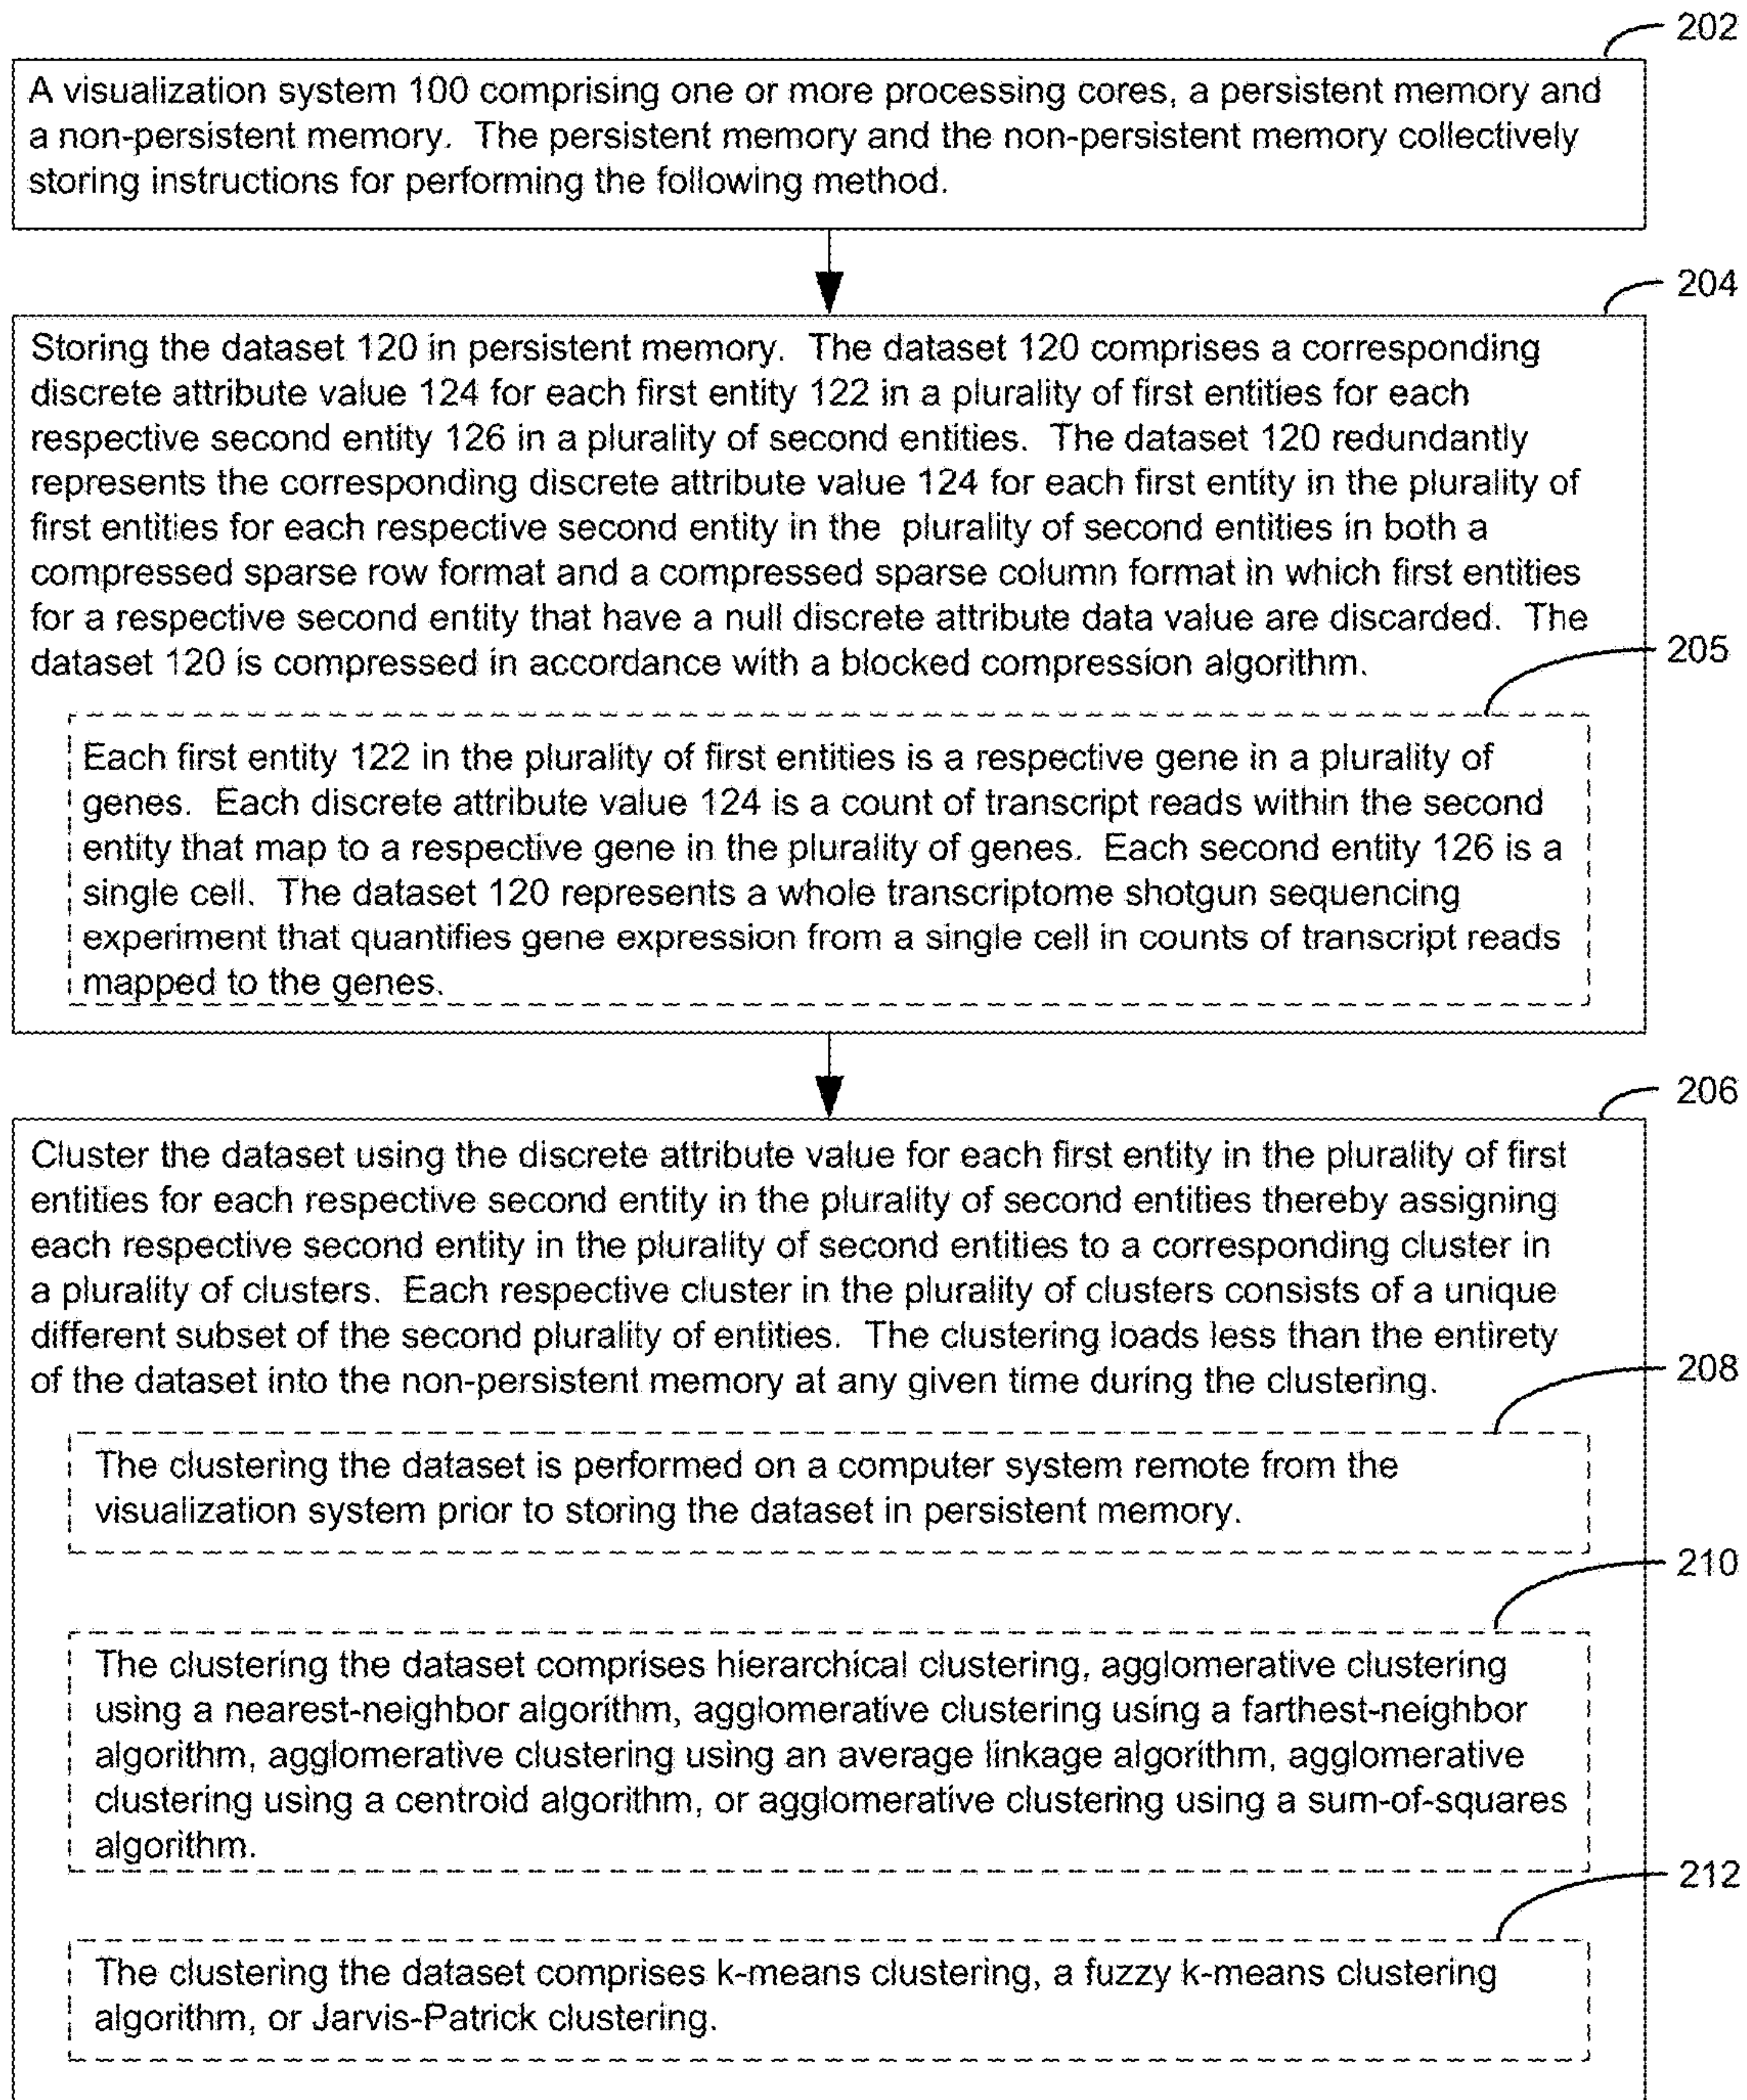 202
A visualization system 100 comprising one or more processing cores, a persistent memory and
a non-persistent memory. The persistent memory and the non-persistent memory collectively
storing instructions for performing the following method.
204
Storing the dataset 120 in persistent memory. The dataset 120 comprises a corresponding
discrete attribute value 124 for each first entity 122 in a plurality of first entities for each
respective second entity 126 in a plurality of second entities. The dataset 120 redundantly
represents the corresponding discrete attribute value 124 for each first entity in the plurality of
first entities for each respective second entity in the plurality of second entities in both a
compressed sparse row format and a compressed sparse column format in which first entities
for a respective second entity that have a null discrete attribute data value are discarded. The
dataset 120 is compressed in accordance with a blocked compression algorithm.
205
Each first entity 122 in the plurality of first entities is a respective gene in a plurality of
genes. Each discrete attribute value 124 is a count of transcript reads within the second
entity that map to a respective gene in the plurality of genes. Each second entity 126 is a
single cell. The dataset 120 represents a whole transcriptome shotgun sequencing
experiment that quantifies gene expression from a single cell in counts of transcript reads
mapped to the genes.
206
Cluster the dataset using the discrete attribute value for each first entity in the plurality of first
entities for each respective second entity in the plurality of second entities thereby assigning
each respective second entity in the plurality of second entities to a corresponding cluster in
a plurality of clusters. Each respective cluster in the plurality of clusters consists of a unique
different subset of the second plurality of entities. The clustering loads less than the entirety
of the dataset into the non-persistent memory at any given time during the clustering.
208
The clustering the dataset is performed on a computer system remote from the
visualization system prior to storing the dataset in persistent memory.
210
The clustering the dataset comprises hierarchical clustering, agglomerative clustering
using a nearest-neighbor algorithm, agglomerative clustering using a farthest-neighbor
algorithm, agglomerative clustering using an average linkage algorithm, agglomerative
clustering using a centroid algorithm, or agglomerative clustering using a sum-of-squares
algorithm.
212
The clustering the dataset comprises k-means clustering, a fuzzy k-means clustering
algorithm, or Jarvis-Patrick clustering.